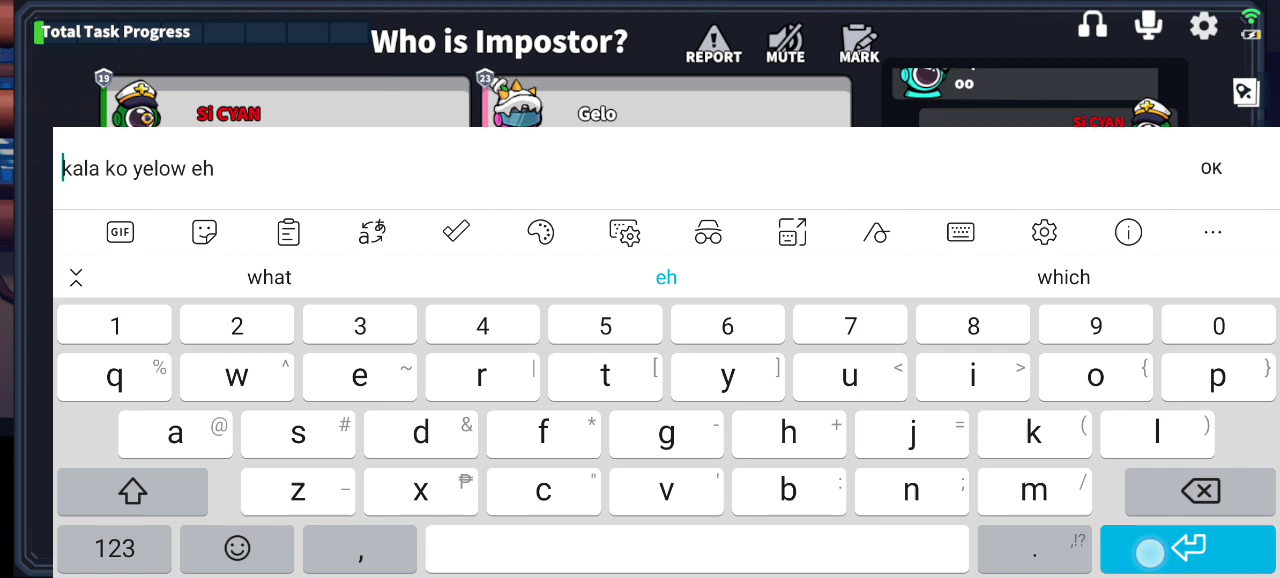 Total Task Progress
Who is Impostor?
REPORT
MUTE
MARK
19
Si CYAN
23
Gelo
oo
Si CYAN
kala ko yelow eh
OK
GIF
what
eh
which
1 2 3 4 5 6 7 8 9 0
q % w ^ e ~ r | t [ y ] u < i > o { p }
a @ s # d & f * g - h + j = k ( l )
z _ x ₱ c " v ' b : n ; m /
123 , . ,!?